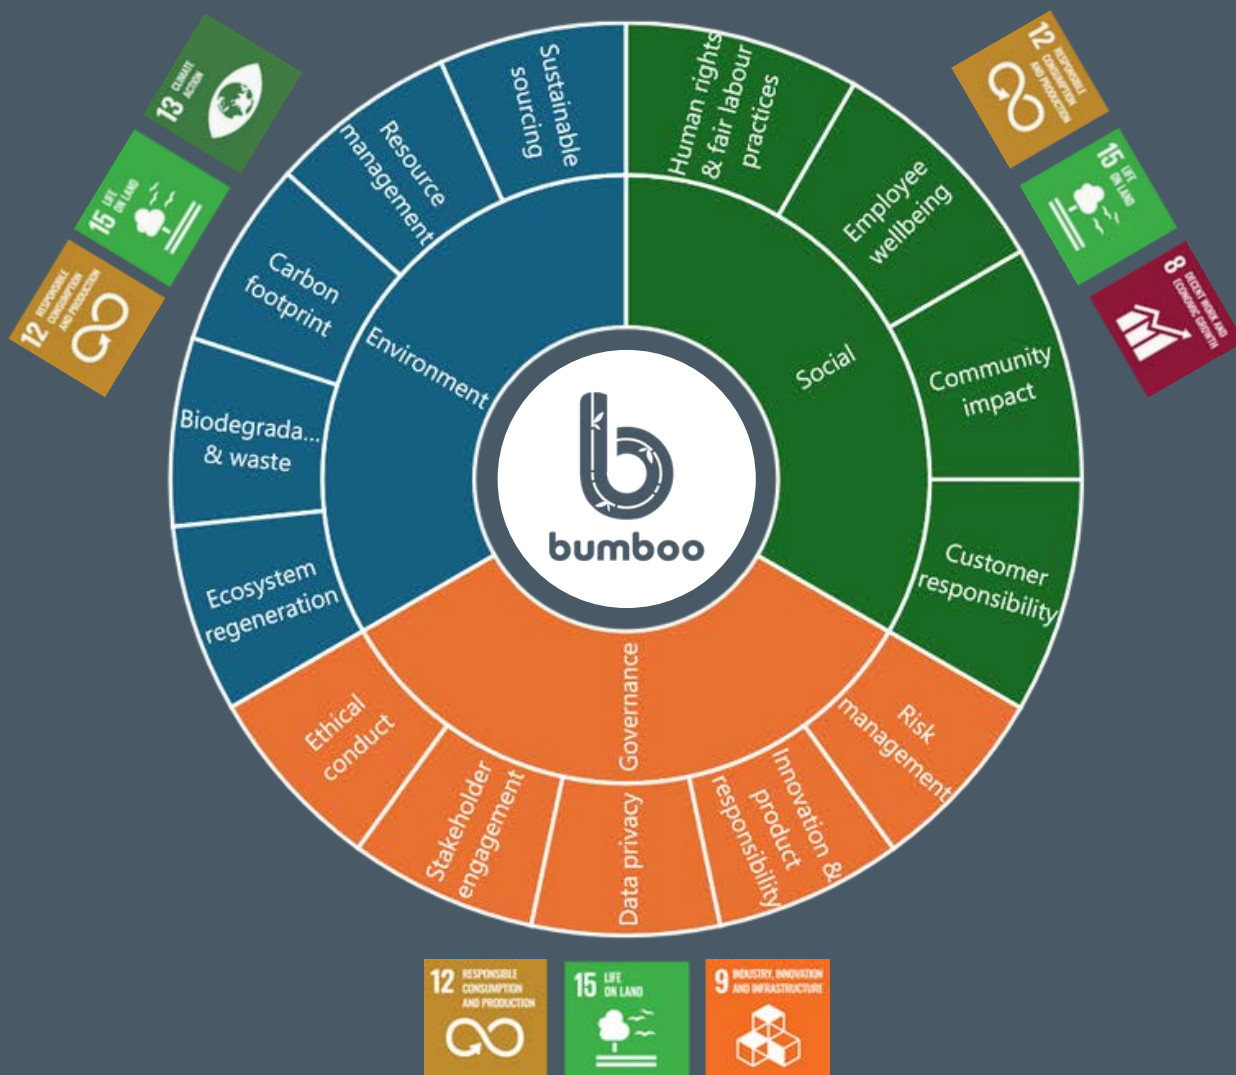 13 CLIMATE
ACTION
15 LIFE
ON LAND
12 RESPONSIBLE
CONSUMPTION
AND PRODUCTION
12 RESPONSIBLE
CONSUMPTION
AND PRODUCTION
15 LIFE
ON LAND
8 DECENT WORK AND
ECONOMIC GROWTH
Sustainable
sourcing
Resource
management
Carbon
footprint
Biodegrada...
& waste
Ecosystem
regeneration
Environment
Human rights
& fair labour
practices
Employee
wellbeing
Community
impact
Customer
responsibility
Social
bumboo
Governance
Ethical
conduct
Stakeholder
engagement
Data privacy
Innovation &
product
responsibility
Risk
management
12 RESPONSIBLE
CONSUMPTION
AND PRODUCTION
15 LIFE
ON LAND
9 INDUSTRY, INNOVATION
AND INFRASTRUCTURE